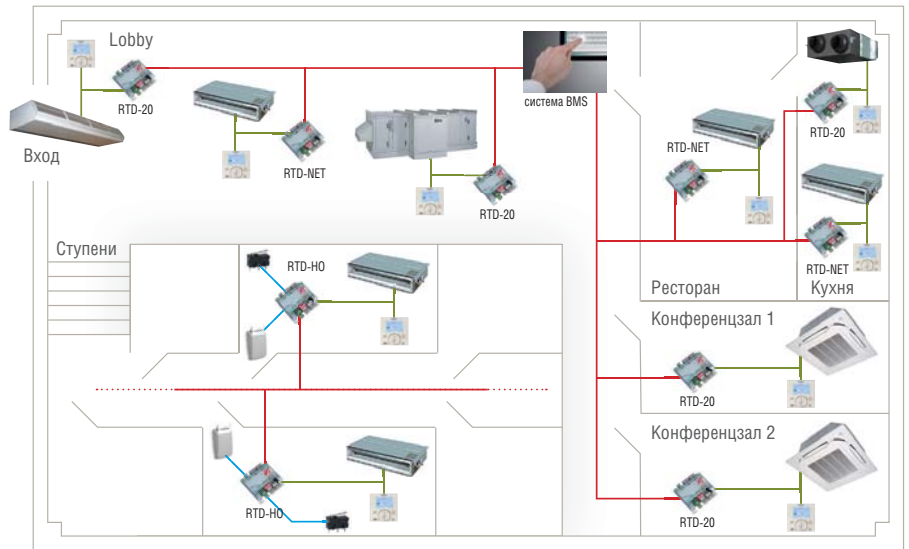 Lobby
RTD-20
Вход
RTD-NET
RTD-20
система BMS
RTD-20
RTD-NET
RTD-NET
Ресторан
Кухня
Ступени
RTD-HO
RTD-HO
Конференцзал 1
RTD-20
Конференцзал 2
RTD-20